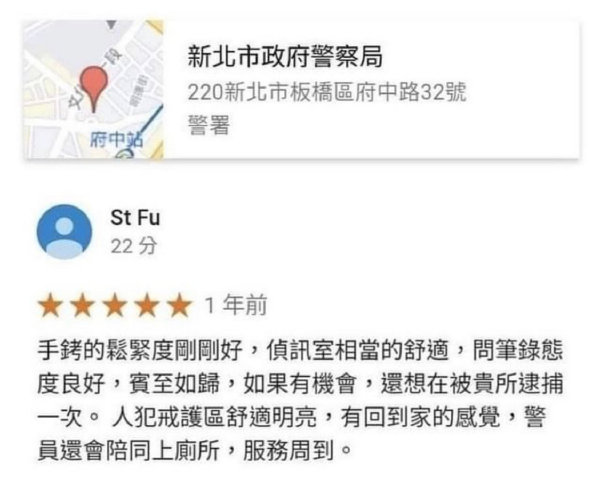 新北市政府警察局
220新北市板橋區府中路32號
警署
府中站
St Fu
22 分
1 年前
手銬的鬆緊度剛剛好，偵訊室相當的舒適，問筆錄態
度良好，賓至如歸，如果有機會，還想在被貴所逮捕
一次。 人犯戒護區舒適明亮，有回到家的感覺，警
員還會陪同上廁所，服務周到。